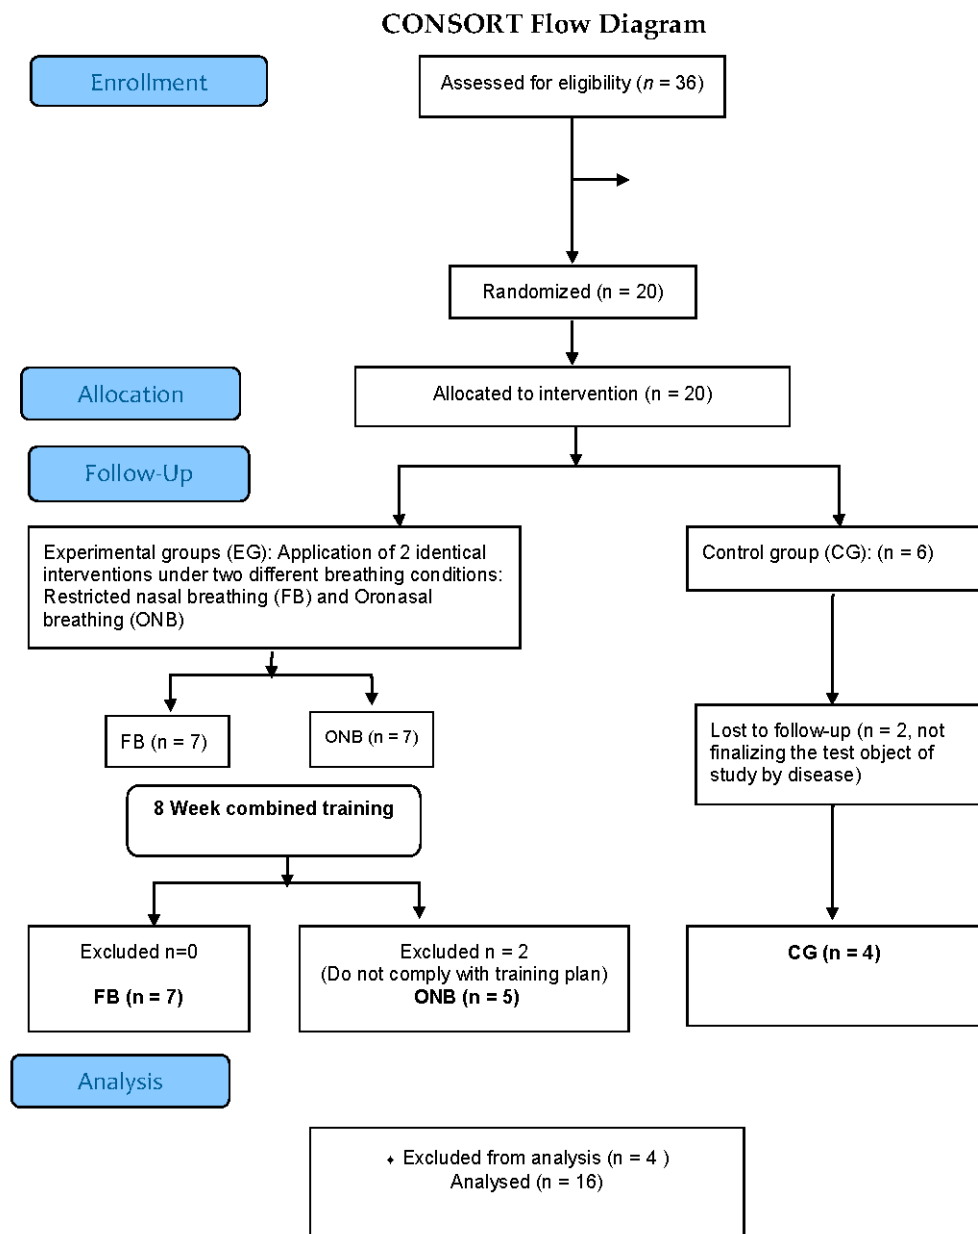 CONSORT Flow Diagram
Enrollment
Assessed for eligibility (n = 36)
Randomized (n = 20)
Allocation
Allocated to intervention (n = 20)
Follow-Up
Experimental groups (EG): Application of 2 identical
interventions under two different breathing conditions:
Restricted nasal breathing (FB) and Oronasal
breathing (ONB)
Control group (CG): (n = 6)
FB (n = 7)
ONB (n = 7)
Lost to follow-up (n = 2, not
finalizing the test object of
study by disease)
8 Week combined training
Excluded n=0
FB (n = 7)
Excluded n = 2
(Do not comply with training plan)
ONB (n = 5)
CG (n = 4)
Analysis
♦ Excluded from analysis (n = 4 )
Analysed (n = 16)